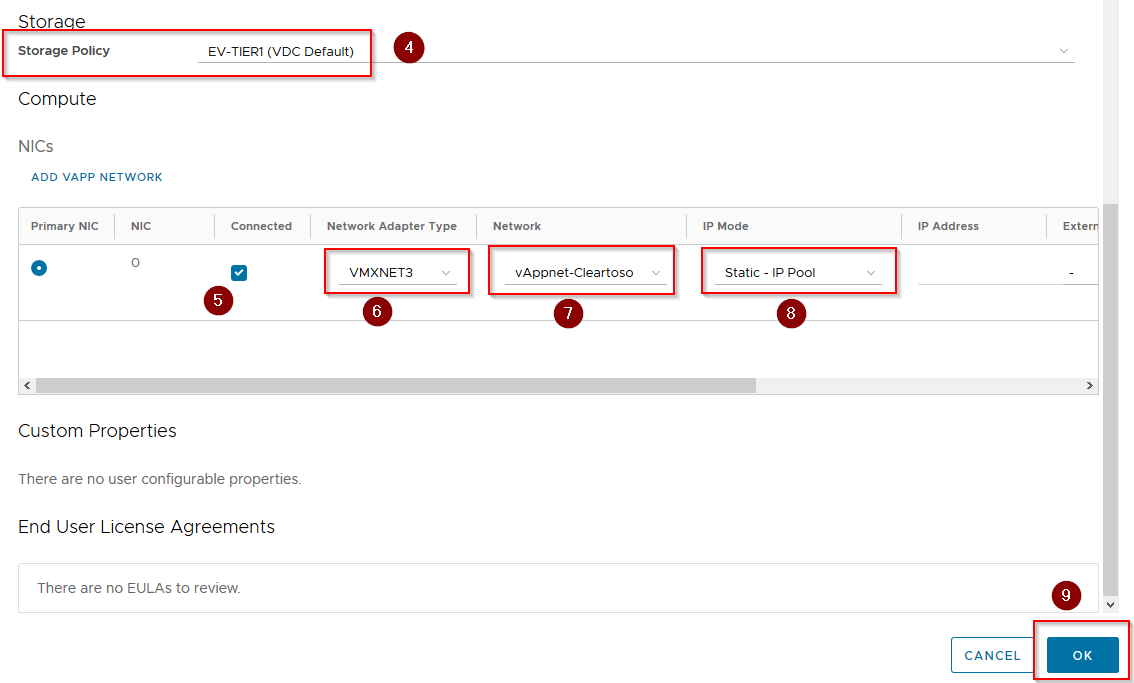 Storage
Storage Policy EV-TIER1 (VDC Default) 4
Compute
NICs
ADD VAPP NETWORK
Primary NIC NIC Connected Network Adapter Type Network IP Mode IP Address Extern
0 VMXNET3 vAppnet-Cleartoso Static - IP Pool -
5 6 7 8
Custom Properties
There are no user configurable properties.
End User License Agreements
There are no EULAs to review.
9
CANCEL OK